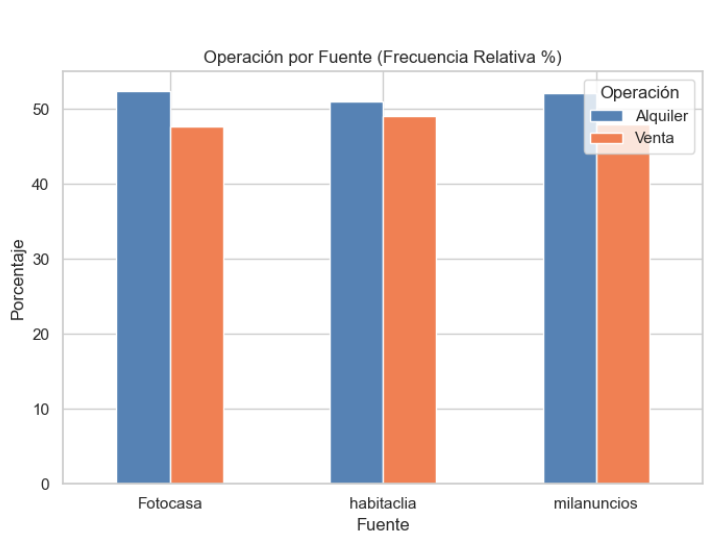 Operación por Fuente (Frecuencia Relativa %)
Operación
Alquiler
Venta
50
40
30
20
10
0
Porcentaje
Fotocasa
habitaclia
milanuncios
Fuente